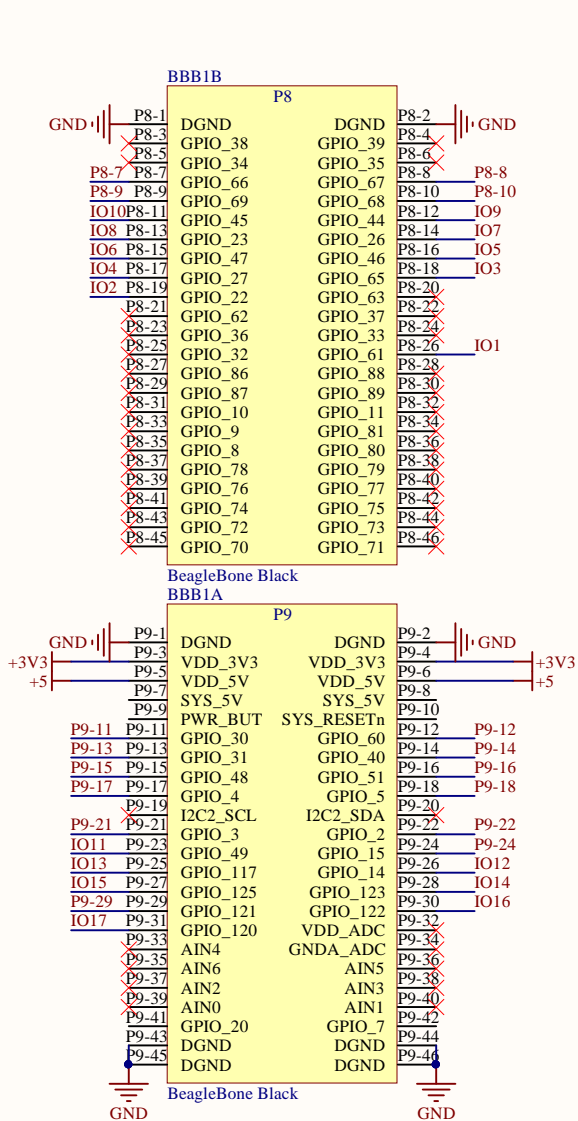 BBB1B
P8
GND P8-1 DGND DGND P8-2 GND
P8-3 GPIO_38 GPIO_39 P8-4
P8-5 GPIO_34 GPIO_35 P8-6
P8-7 P8-7 GPIO_66 GPIO_67 P8-8 P8-8
P8-9 P8-9 GPIO_69 GPIO_68 P8-10 P8-10
IO10 P8-11 GPIO_45 GPIO_44 P8-12 IO9
IO8 P8-13 GPIO_23 GPIO_26 P8-14 IO7
IO6 P8-15 GPIO_47 GPIO_46 P8-16 IO5
IO4 P8-17 GPIO_27 GPIO_65 P8-18 IO3
IO2 P8-19 GPIO_22 GPIO_63 P8-20
P8-21 GPIO_62 GPIO_37 P8-22
P8-23 GPIO_36 GPIO_33 P8-24
P8-25 GPIO_32 GPIO_61 P8-26 IO1
P8-27 GPIO_86 GPIO_88 P8-28
P8-29 GPIO_87 GPIO_89 P8-30
P8-31 GPIO_10 GPIO_11 P8-32
P8-33 GPIO_9 GPIO_81 P8-34
P8-35 GPIO_8 GPIO_80 P8-36
P8-37 GPIO_78 GPIO_79 P8-38
P8-39 GPIO_76 GPIO_77 P8-40
P8-41 GPIO_74 GPIO_75 P8-42
P8-43 GPIO_72 GPIO_73 P8-44
P8-45 GPIO_70 GPIO_71 P8-46
BeagleBone Black
BBB1A
P9
GND P9-1 DGND DGND P9-2 GND
+3V3 P9-3 VDD_3V3 VDD_3V3 P9-4 +3V3
+5 P9-5 VDD_5V VDD_5V P9-6 +5
P9-7 SYS_5V SYS_5V P9-8
P9-9 PWR_BUT SYS_RESETn P9-10
P9-11 P9-11 GPIO_30 GPIO_60 P9-12 P9-12
P9-13 P9-13 GPIO_31 GPIO_40 P9-14 P9-14
P9-15 P9-15 GPIO_48 GPIO_51 P9-16 P9-16
P9-17 P9-17 GPIO_4 GPIO_5 P9-18 P9-18
P9-19 I2C2_SCL I2C2_SDA P9-20
P9-21 P9-21 GPIO_3 GPIO_2 P9-22 P9-22
IO11 P9-23 GPIO_49 GPIO_15 P9-24 P9-24
IO13 P9-25 GPIO_117 GPIO_14 P9-26 IO12
IO15 P9-27 GPIO_125 GPIO_123 P9-28 IO14
P9-29 P9-29 GPIO_121 GPIO_122 P9-30 IO16
IO17 P9-31 GPIO_120 VDD_ADC P9-32
P9-33 AIN4 GNDA_ADC P9-34
P9-35 AIN6 AIN5 P9-36
P9-37 AIN2 AIN3 P9-38
P9-39 AIN0 AIN1 P9-40
P9-41 GPIO_20 GPIO_7 P9-42
P9-43 DGND DGND P9-44
P9-45 DGND DGND P9-46
BeagleBone Black
GND GND